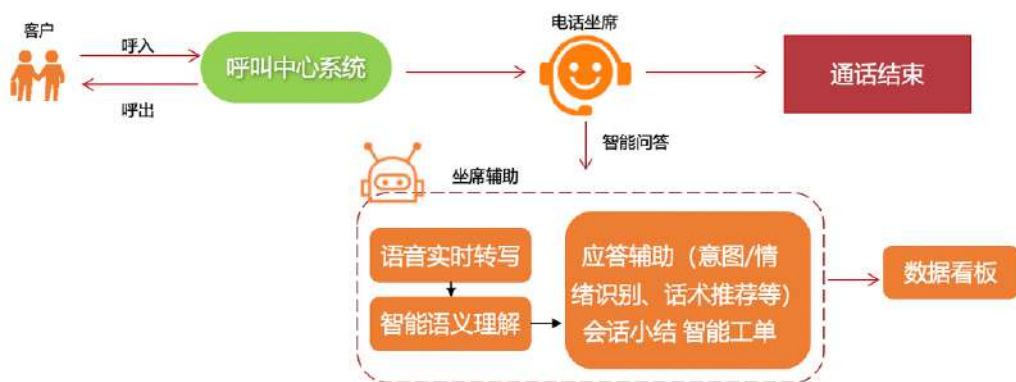 客户
呼入
呼出
呼叫中心系统
电话坐席
通话结束
智能问答
坐席辅助
语音实时转写
智能语义理解
应答辅助（意图/情
绪识别、话术推荐等）
会话小结 智能工单
数据看板